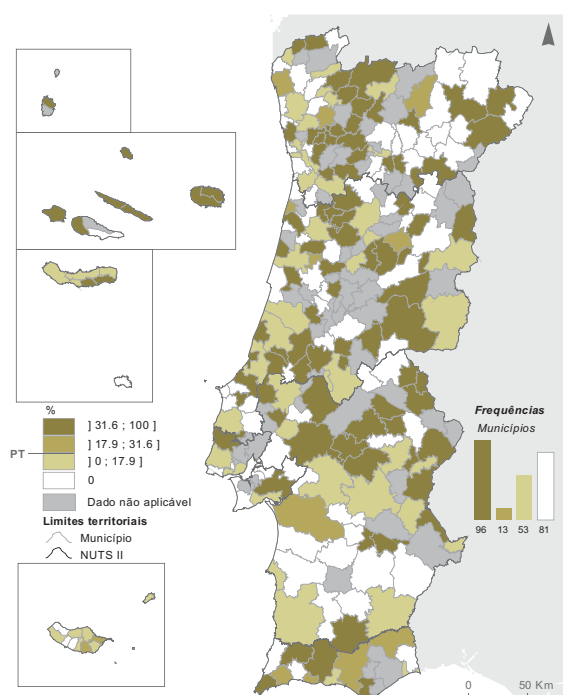 %
] 31.6 ; 100 ]
] 17.9 ; 31.6 ]
PT
] 0 ; 17.9 ]
0
Dado não aplicável
Limites territoriais
Município
NUTS II
Frequências
Municípios
96 13 53 81
0 50 Km